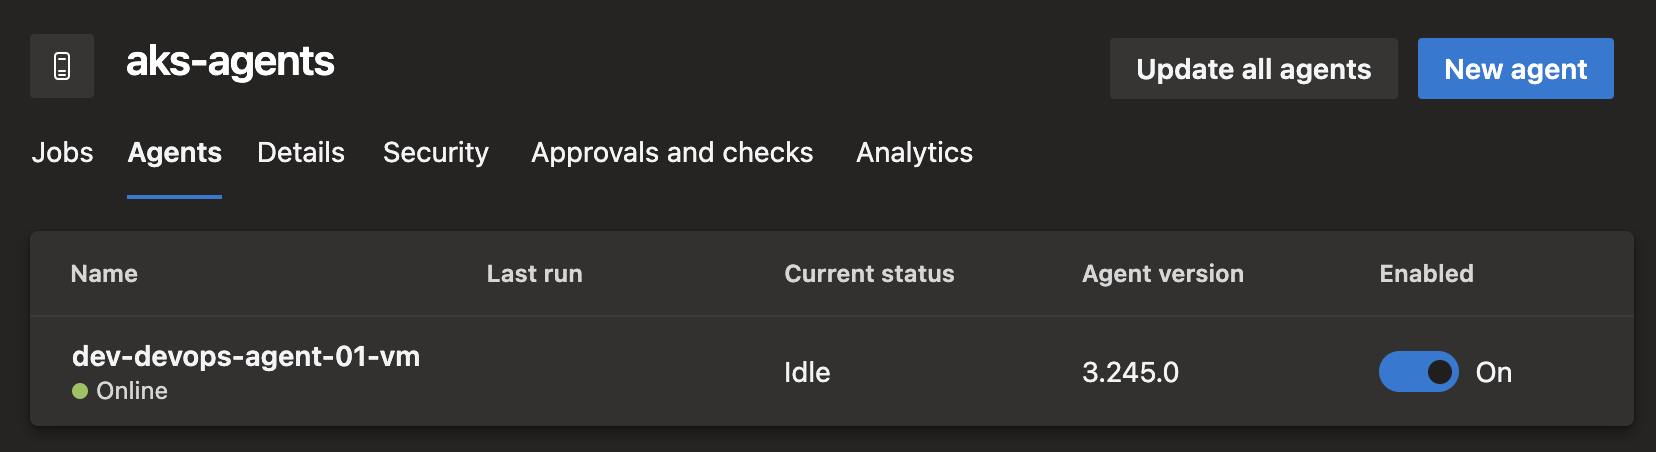 aks-agents
Update all agents
New agent
Jobs Agents Details Security Approvals and checks Analytics
Name Last run Current status Agent version Enabled
dev-devops-agent-01-vm
Online
Idle 3.245.0 On